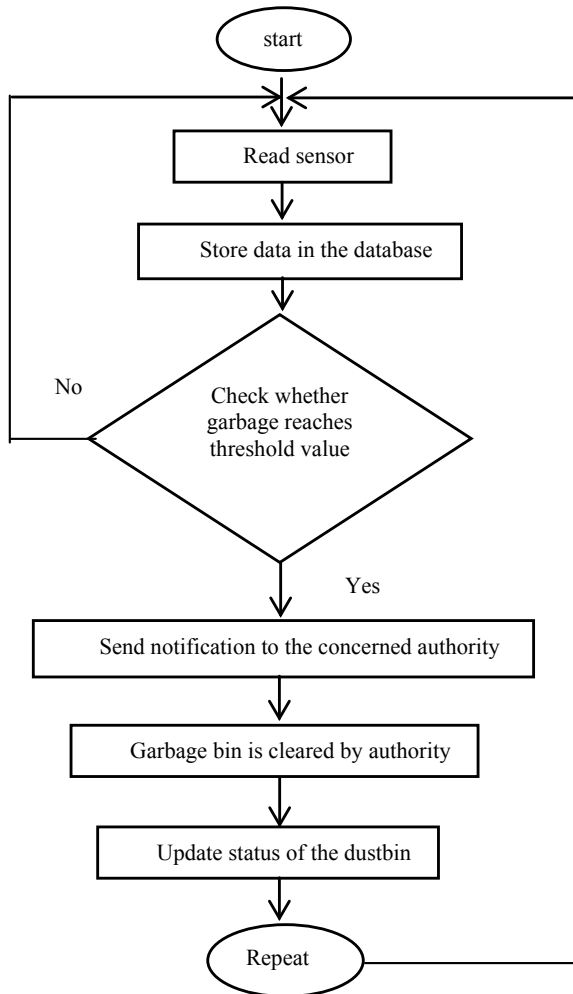 start
Read sensor
Store data in the database
No
Check whether
garbage reaches
threshold value
Yes
Send notification to the concerned authority
Garbage bin is cleared by authority
Update status of the dustbin
Repeat